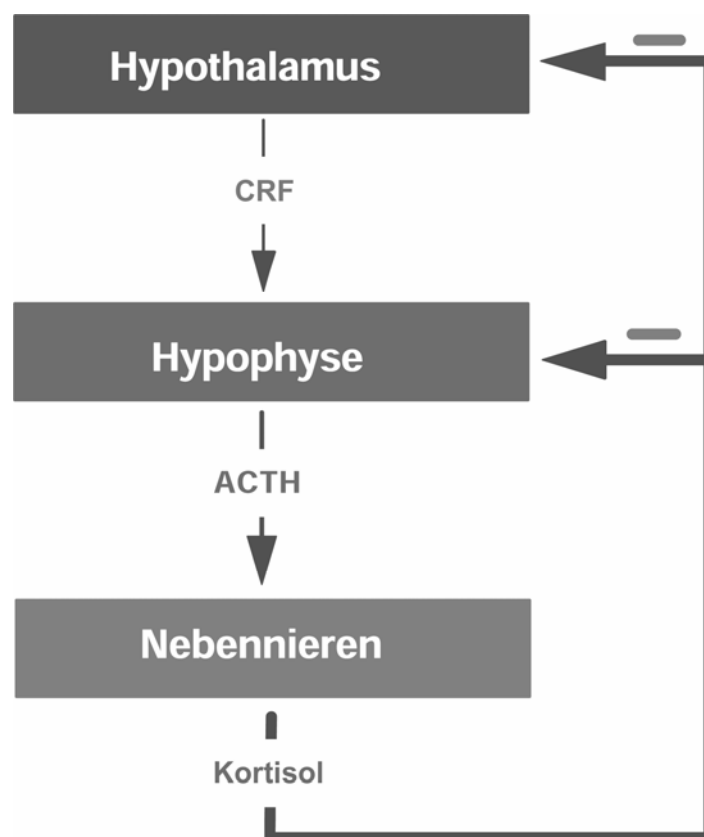 Hypothalamus
CRF
Hypophyse
ACTH
Nebennieren
Kortisol